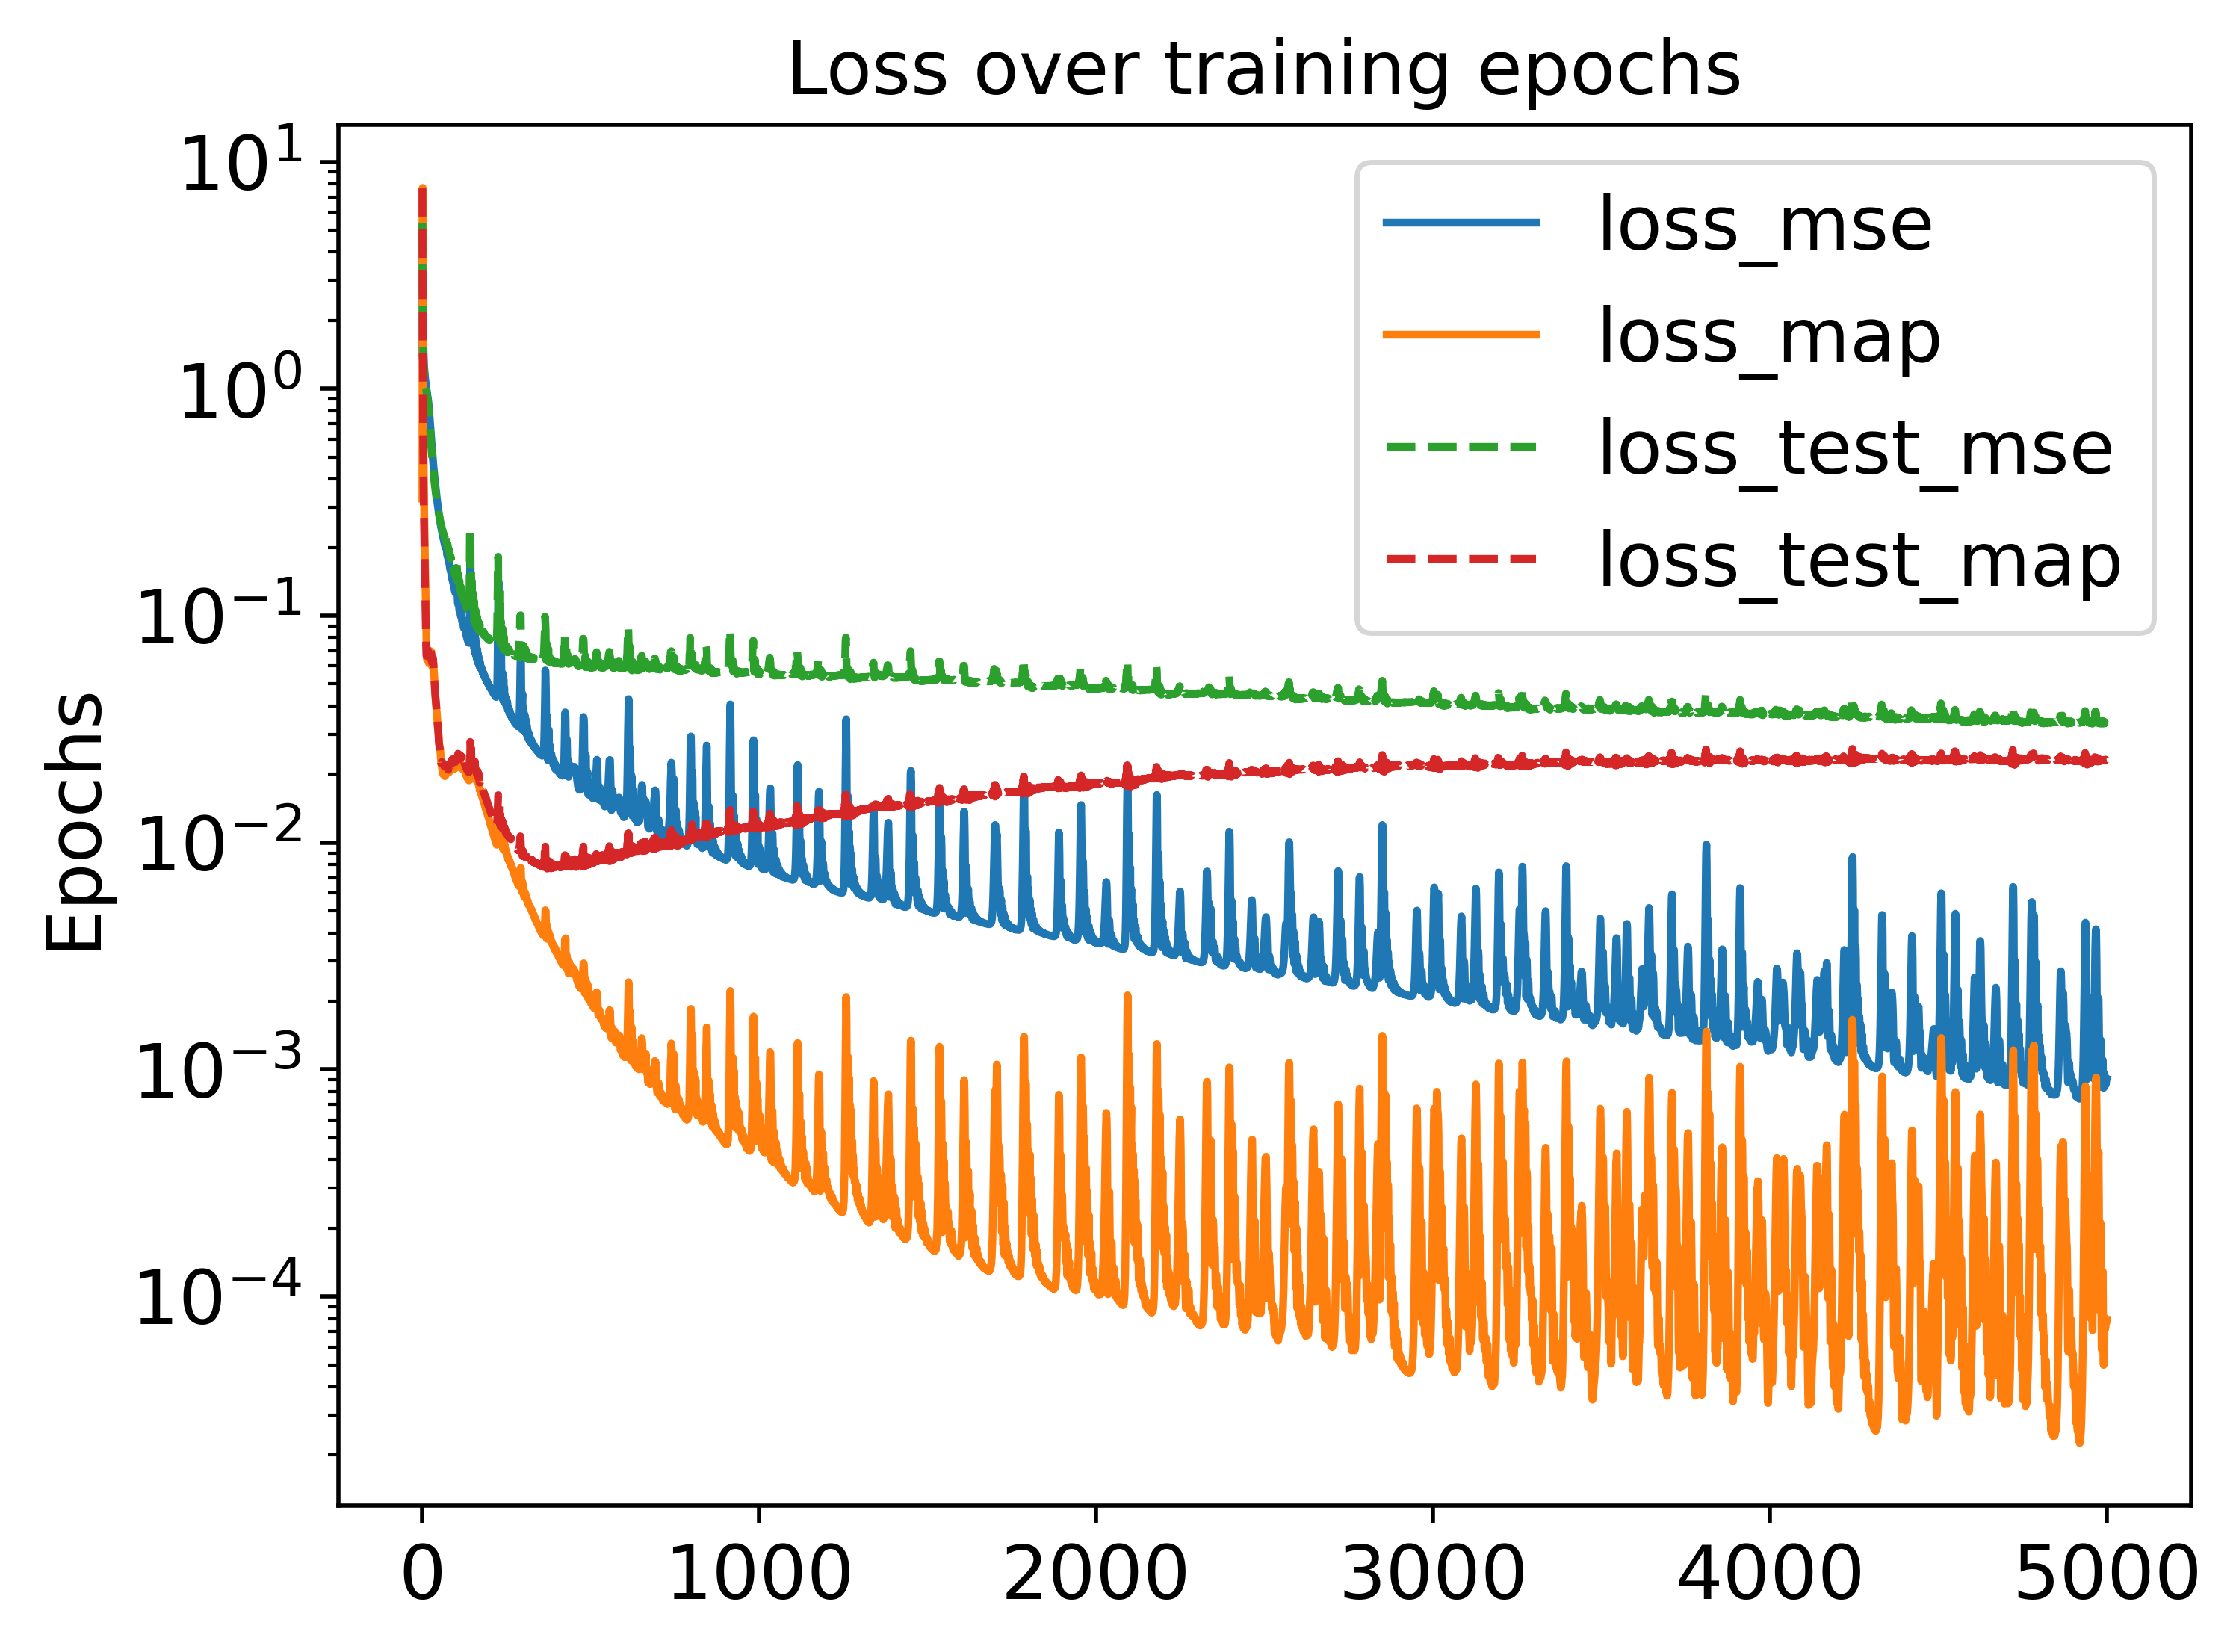 Loss over training epochs
10^1
10^0
10^-1
10^-2
10^-3
10^-4
Epochs
loss_mse
loss_map
loss_test_mse
loss_test_map
0 1000 2000 3000 4000 5000